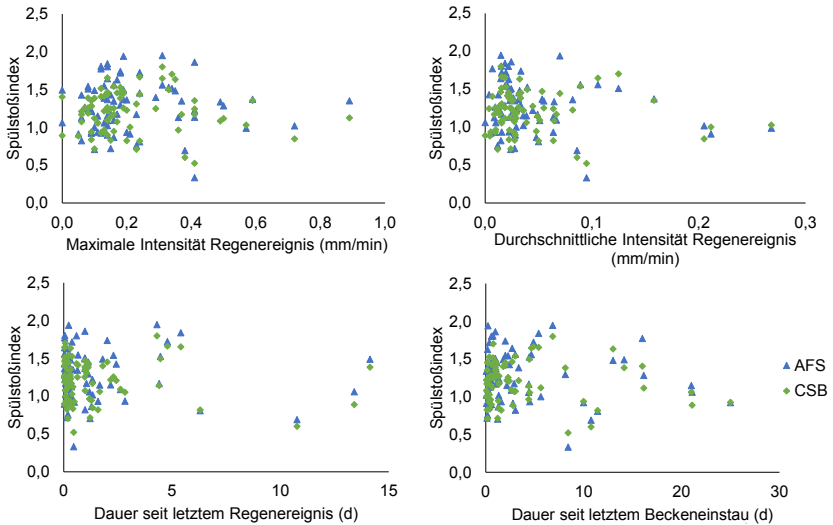 2,5
2,0
1,5
1,0
0,5
0,0
Spülstoßindex
0,0 0,2 0,4 0,6 0,8 1,0
Maximale Intensität Regenereignis (mm/min)
2,5
2,0
1,5
1,0
0,5
0,0
Spülstoßindex
0,0 0,1 0,2 0,3
Durchschnittliche Intensität Regenereignis
(mm/min)
2,5
2,0
1,5
1,0
0,5
0,0
Spülstoßindex
0 5 10 15
Dauer seit letztem Regenereignis (d)
2,5
2,0
1,5
1,0
0,5
0,0
Spülstoßindex
0 10 20 30
Dauer seit letztem Beckeneinstau (d)
AFS
CSB